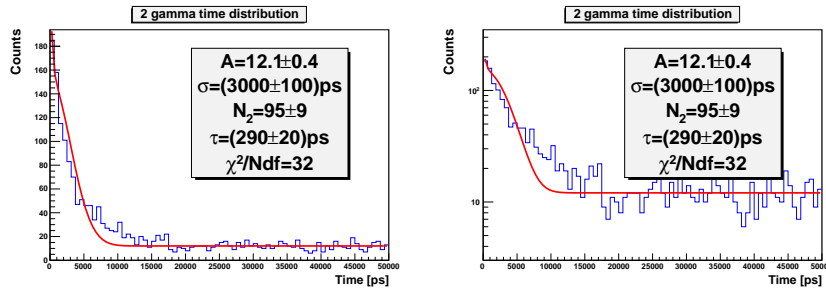 2 gamma time distribution
Counts
180
160
140
120
100
80
60
40
20
0
A=12.1±0.4
σ=(3000±100)ps
N₂=95±9
τ=(290±20)ps
χ²/Ndf=32
0 5000 10000 15000 20000 25000 30000 35000 40000 45000 50000
Time [ps]
2 gamma time distribution
Counts
10²
10
A=12.1±0.4
σ=(3000±100)ps
N₂=95±9
τ=(290±20)ps
χ²/Ndf=32
0 5000 10000 15000 20000 25000 30000 35000 40000 45000 50000
Time [ps]